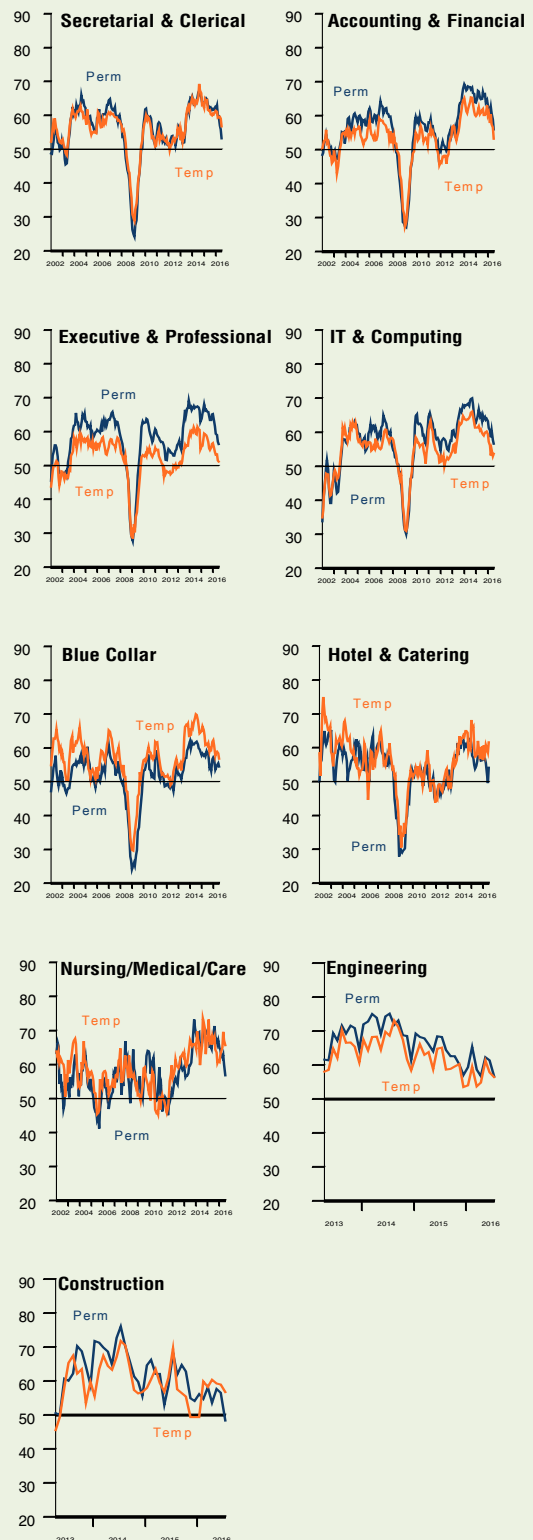 Secretarial & Clerical
90
80
70
60
50
40
30
20
Perm
Temp
2002 2004 2006 2008 2010 2012 2014 2016
Accounting & Financial
90
80
70
60
50
40
30
20
Perm
Temp
2002 2004 2006 2008 2010 2012 2014 2016
Executive & Professional
90
80
70
60
50
40
30
20
Perm
Temp
2002 2004 2006 2008 2010 2012 2014 2016
IT & Computing
90
80
70
60
50
40
30
20
Temp
Perm
2002 2004 2006 2008 2010 2012 2014 2016
Blue Collar
90
80
70
60
50
40
30
20
Temp
Perm
2002 2004 2006 2008 2010 2012 2014 2016
Hotel & Catering
90
80
70
60
50
40
30
20
Temp
Perm
2002 2004 2006 2008 2010 2012 2014 2016
Nursing/Medical/Care
90
80
70
60
50
40
30
20
Temp
Perm
2002 2004 2006 2008 2010 2012 2014 2016
Engineering
90
80
70
60
50
40
30
20
Perm
Temp
2013 2014 2015 2016
Construction
90
80
70
60
50
40
30
20
Perm
Temp
2013 2014 2015 2016